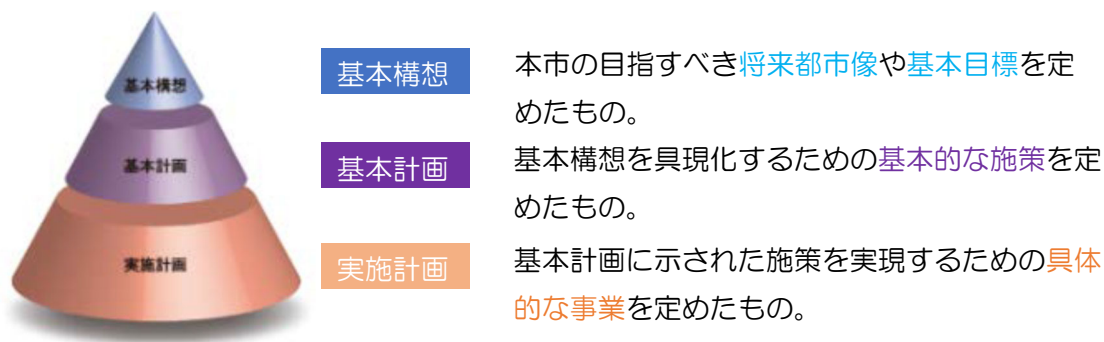 基本構想
基本計画
実施計画
基本構想
本市の目指すべき将来都市像や基本目標を定
めたもの。
基本計画
基本構想を具現化するための基本的な施策を定
めたもの。
実施計画
基本計画に示された施策を実現するための具体
的な事業を定めたもの。